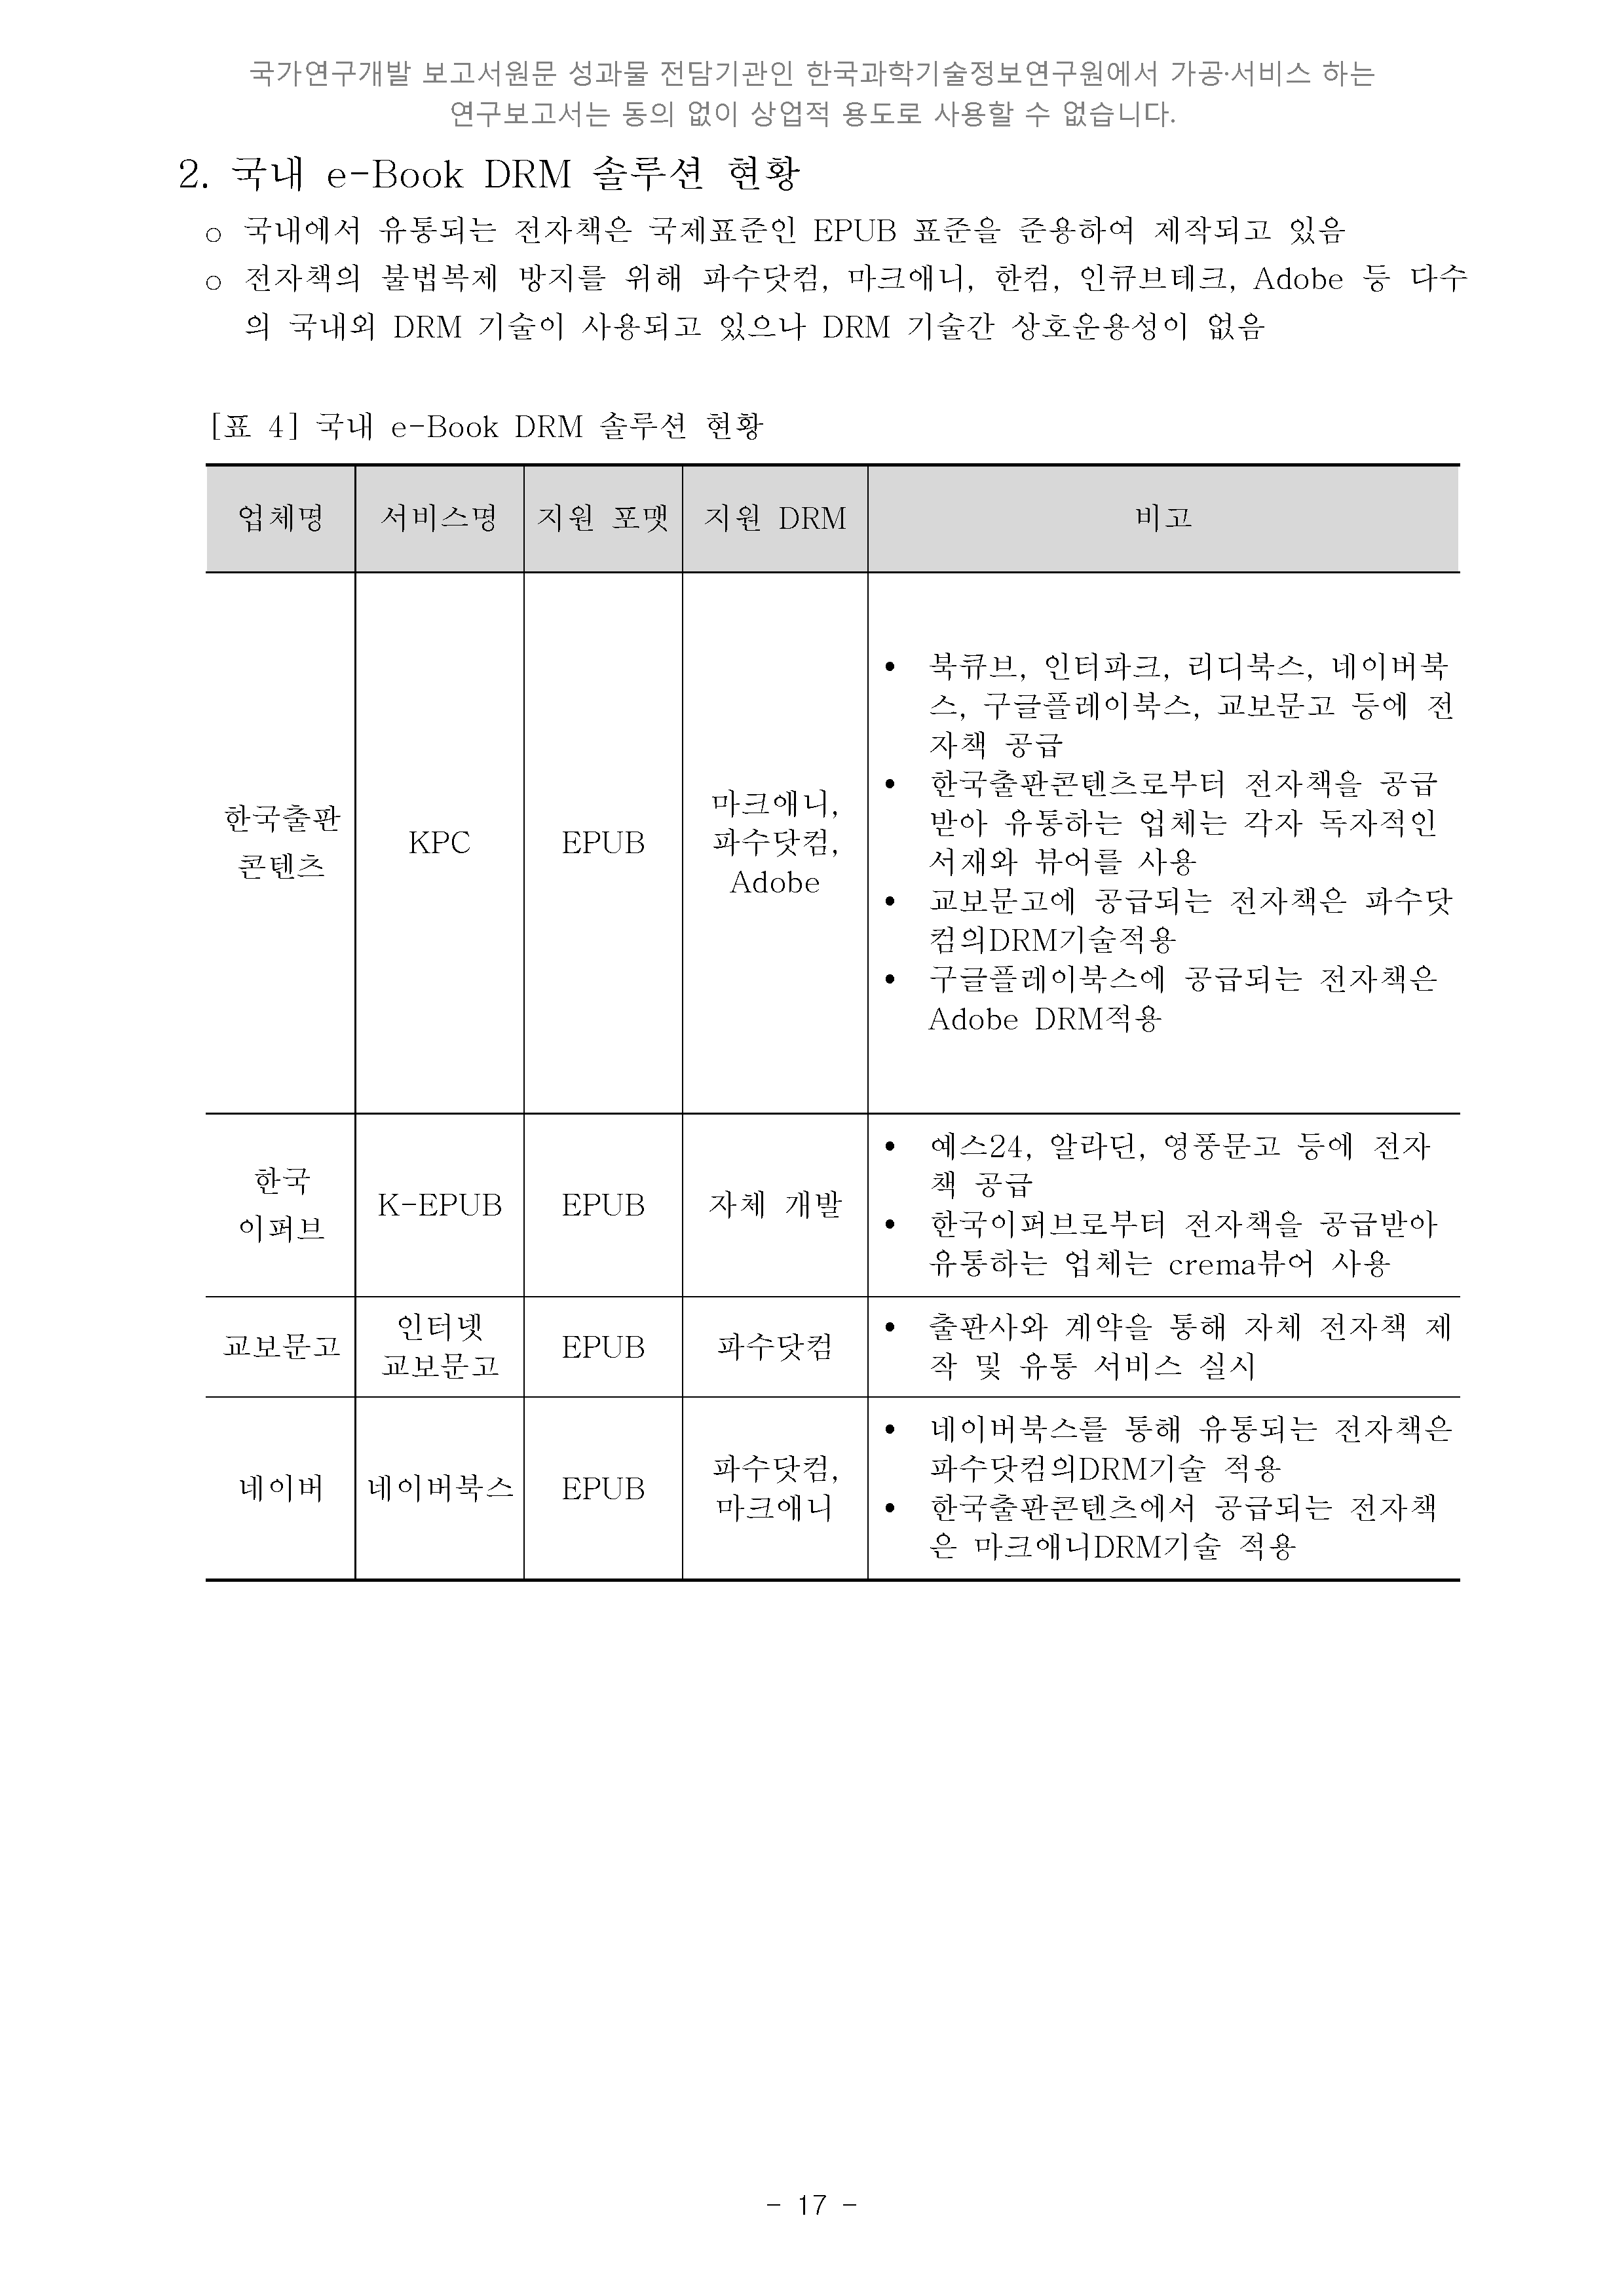 국가연구개발 보고서원문 성과물 전담기관인 한국과학기술정보연구원에서 가공·서비스 하는
연구보고서는 동의 없이 상업적 용도로 사용할 수 없습니다.
2. 국내 e-Book DRM 솔루션 현황
o 국내에서 유통되는 전자책은 국제표준인 EPUB 표준을 준용하여 제작되고 있음
o 전자책의 불법복제 방지를 위해 파수닷컴, 마크애니, 한컴, 인큐브테크, Adobe 등 다수
의 국내외 DRM 기술이 사용되고 있으나 DRM 기술간 상호운용성이 없음
[표 4] 국내 e-Book DRM 솔루션 현황
업체명 서비스명 지원 포맷 지원 DRM 비고
한국출판
콘텐츠
KPC
EPUB
마크애니,
파수닷컴,
Adobe
• 북큐브, 인터파크, 리디북스, 네이버북
스, 구글플레이북스, 교보문고 등에 전
자책 공급
• 한국출판콘텐츠로부터 전자책을 공급
받아 유통하는 업체는 각자 독자적인
서재와 뷰어를 사용
• 교보문고에 공급되는 전자책은 파수닷
컴의DRM기술적용
• 구글플레이북스에 공급되는 전자책은
Adobe DRM적용
한국
이퍼브
K-EPUB
EPUB
자체 개발
• 예스24, 알라딘, 영풍문고 등에 전자
책 공급
• 한국이퍼브로부터 전자책을 공급받아
유통하는 업체는 crema뷰어 사용
교보문고
인터넷
교보문고
EPUB
파수닷컴
• 출판사와 계약을 통해 자체 전자책 제
작 및 유통 서비스 실시
네이버
네이버북스
EPUB
파수닷컴,
마크애니
• 네이버북스를 통해 유통되는 전자책은
파수닷컴의DRM기술 적용
• 한국출판콘텐츠에서 공급되는 전자책
은 마크애니DRM기술 적용
- 17 -